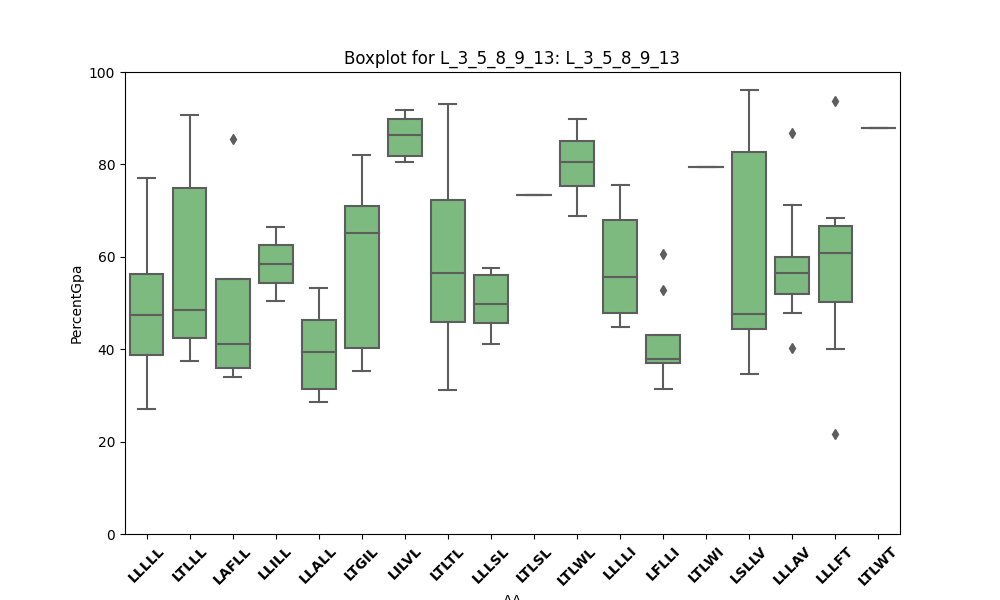 Boxplot for L_3_5_8_9_13: L_3_5_8_9_13
PercentGpa
100
80
60
40
20
0
LLLLL
LTLLL
LAFLL
LLILL
LLALL
LTGIL
LILVL
LTLTL
LLLSL
LTLSL
LTLWL
LLLLI
LFLLI
LTLWI
LSLLV
LLLAV
LLLFT
LTLWT
AA